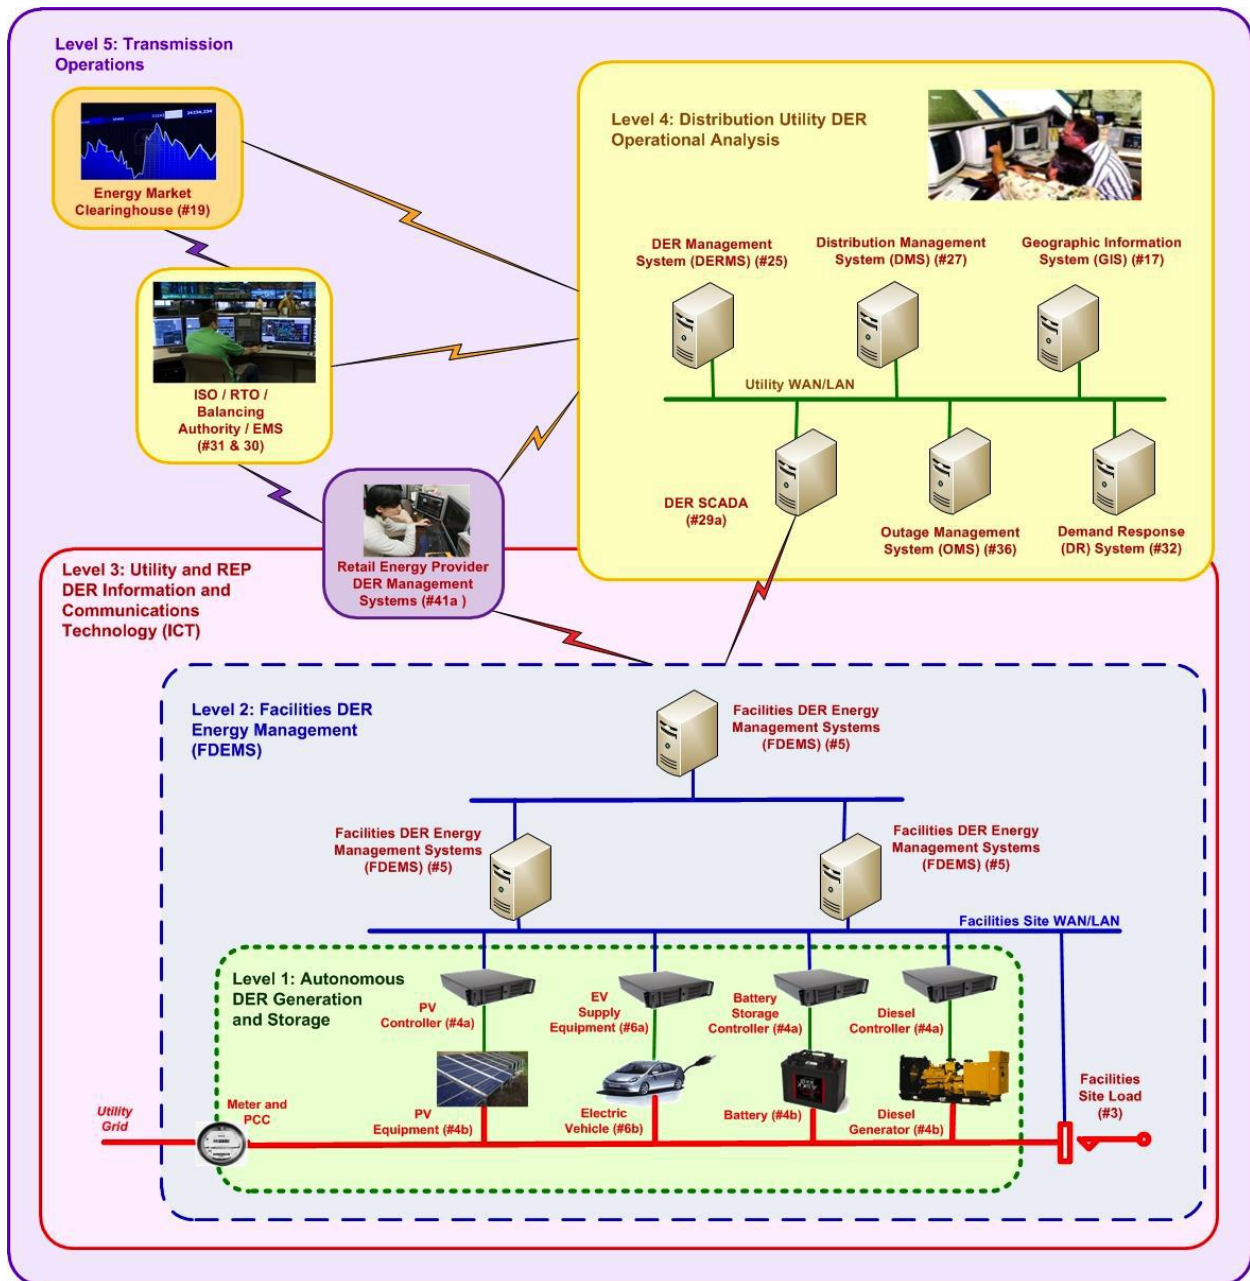 Level 5: Transmission
Operations
Energy Market
Clearinghouse (#19)
ISO / RTO /
Balancing
Authority / EMS
(#31 & 30)
Retail Energy Provider
DER Management
Systems (#41a )
Level 4: Distribution Utility DER
Operational Analysis
DER Management
System (DERMS) (#25)
Distribution Management
System (DMS) (#27)
Geographic Information
System (GIS) (#17)
Utility WAN/LAN
DER SCADA
(#29a)
Outage Management
System (OMS) (#36)
Demand Response
(DR) System (#32)
Level 3: Utility and REP
DER Information and
Communications
Technology (ICT)
Level 2: Facilities DER
Energy Management
(FDEMS)
Facilities DER Energy
Management Systems
(FDEMS) (#5)
Facilities DER Energy
Management Systems
(FDEMS) (#5)
Facilities DER Energy
Management Systems
(FDEMS) (#5)
Facilities Site WAN/LAN
Level 1: Autonomous
DER Generation
and Storage
PV
Controller (#4a)
EV
Supply
Equipment (#6a)
Battery
Storage
Controller (#4a)
Diesel
Controller (#4a)
Utility
Grid
Meter and
PCC
PV
Equipment (#4b)
Electric
Vehicle (#6b)
Battery (#4b)
Diesel
Generator (#4b)
Facilities
Site Load
(#3)